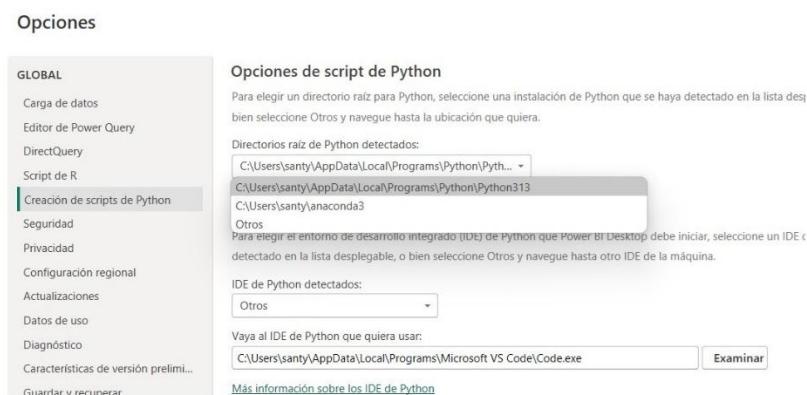 Opciones
GLOBAL
Carga de datos
Editor de Power Query
DirectQuery
Script de R
Creación de scripts de Python
Seguridad
Privacidad
Configuración regional
Actualizaciones
Datos de uso
Diagnóstico
Características de versión prelimi...
Guardar y recuperar
Opciones de script de Python
Para elegir un directorio raíz para Python, seleccione una instalación de Python que se haya detectado en la lista
bien seleccione Otros y navegue hasta la ubicación que quiera.
Directorios raíz de Python detectados:
C:\Users\santy\AppData\Local\Programs\Python\Pyth...
C:\Users\santy\AppData\Local\Programs\Python\Python313
C:\Users\santy\anaconda3
Otros
Para elegir el entorno de desarrollo integrado (IDE) de Python que Power BI Desktop debe iniciar, seleccione un IDE
detectado en la lista desplegable, o bien seleccione Otros y navegue hasta otro IDE de la máquina.
IDE de Python detectados:
Otros
Vaya al IDE de Python que quiera usar:
C:\Users\santy\AppData\Local\Programs\Microsoft VS Code\Code.exe
Examinar
Más información sobre los IDE de Python